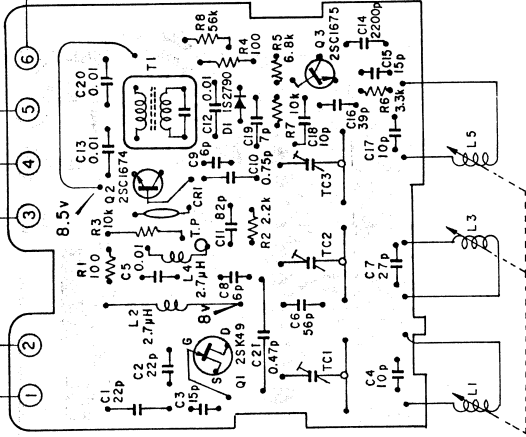 R8
56k
R4
100
R5
6.8k
Q3
2SC1675
C14
2200p
C15
15p
R6
3.3k
C20
0.01
T1
C12
0.01
D1
1S2790
C19
7p
R7
10k
C18
10p
C16
39p
C17
10p
C13
0.01
Q2
2SC1674
C9
6p
C10
0.75p
TC3
L5
8.5v
R3
10k
CR1
T.P
C11
82p
R2
2.2k
R1
100
C5
0.01
L4
2.7μH
C8
6p
8v
TC2
C7
27p
L3
L2
2.7μH
G
D
S
Q1
2SK49
C21
0.47p
C6
56p
C1
22p
C2
22p
C3
15p
TC1
C4
10p
L1
6
5
4
3
2
1